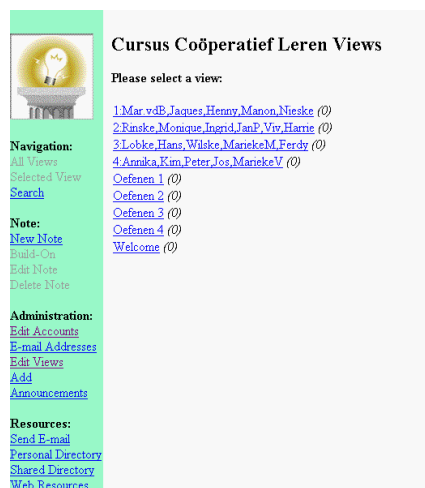 Cursus Coöperatief Leren Views
Please select a view:
1:Mar.vdB,Jaques,Henny,Manon,Nieske (0)
2:Rinske,Monique,Ingrid,JanP,Viv,Harrie (0)
3:Lobke,Hans,Wilske,MariekeM,Ferdy (0)
4:Annika,Kim,Peter,Jos,MariekeV (0)
Oefenen 1 (0)
Oefenen 2 (0)
Oefenen 3 (0)
Oefenen 4 (0)
Welcome (0)
Navigation:
All Views
Selected View
Search
Note:
New Note
Build-On
Edit Note
Delete Note
Administration:
Edit Accounts
E-mail Addresses
Edit Views
Add
Announcements
Resources:
Send E-mail
Personal Directory
Shared Directory
Web Resources